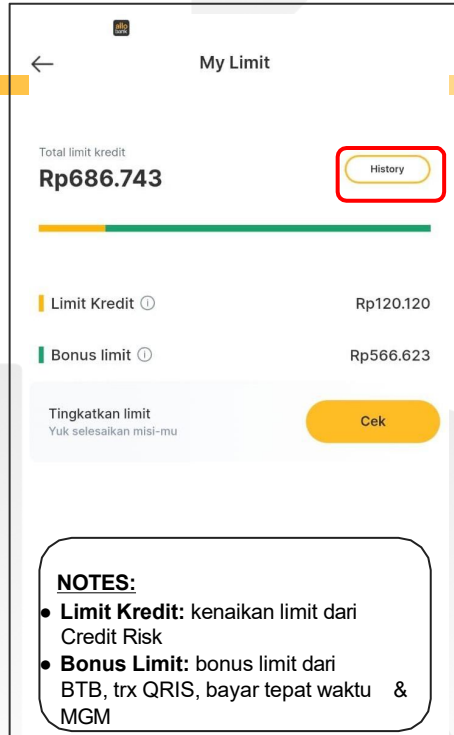 allo
bank
My Limit
Total limit kredit
Rp686.743
History
Limit Kredit
Rp120.120
Bonus limit
Rp566.623
Tingkatkan limit
Yuk selesaikan misi-mu
Cek
NOTES:
● Limit Kredit: kenaikan limit dari
Credit Risk
● Bonus Limit: bonus limit dari
BTB, trx QRIS, bayar tepat waktu &
MGM